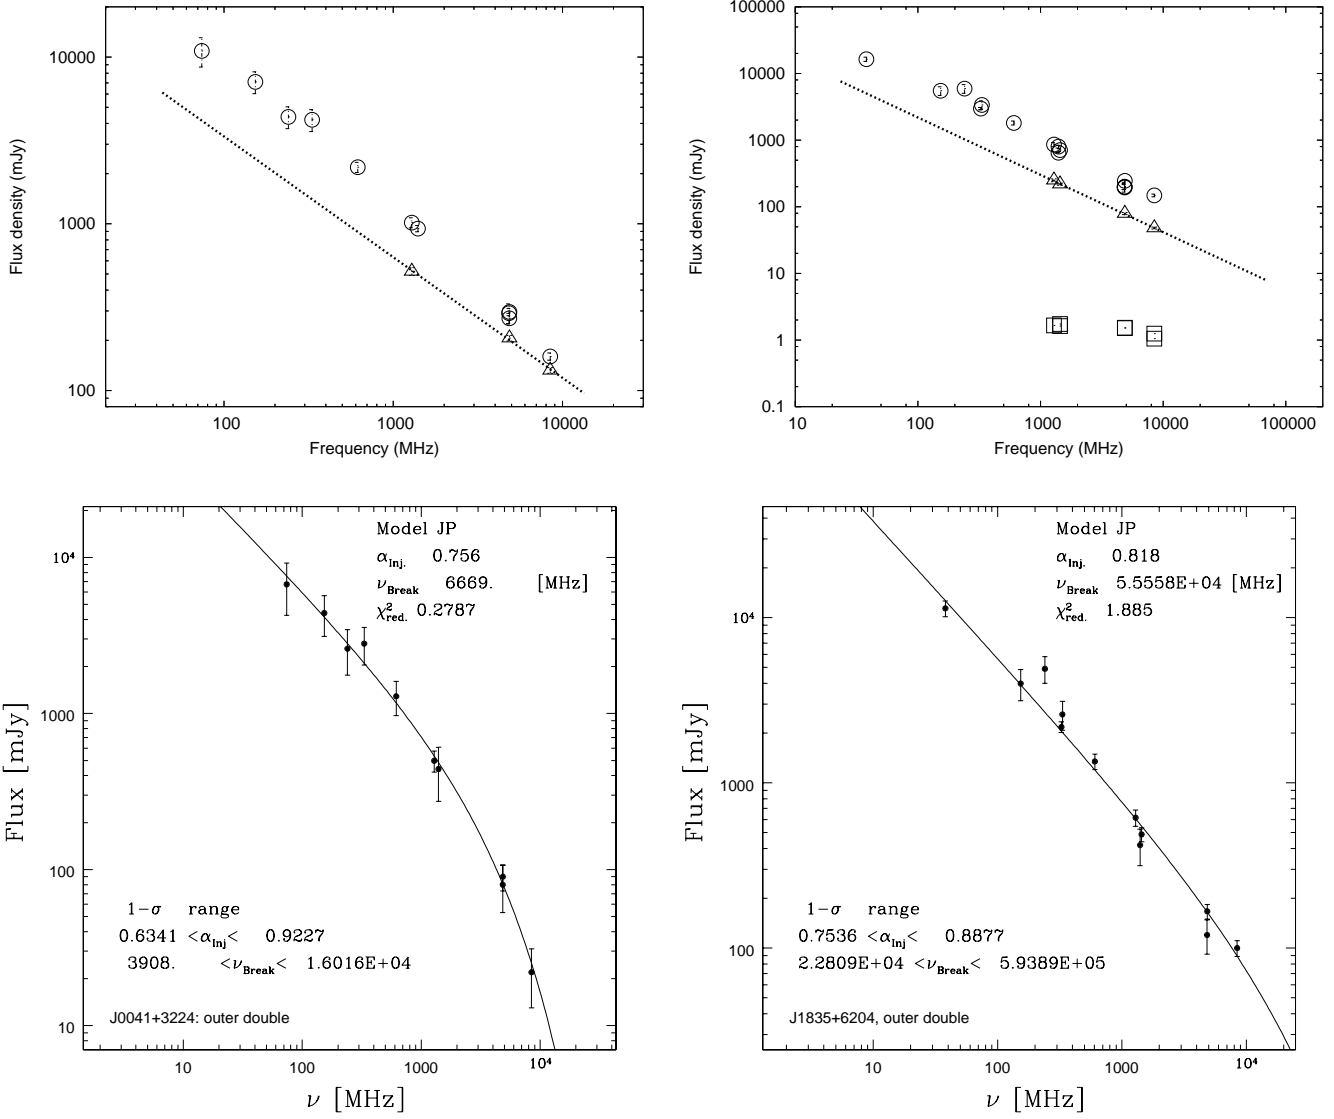 10000
1000
100
Flux density (mJy)
100 1000 10000
Frequency (MHz)
100000
10000
1000
100
10
1
0.1
Flux density (mJy)
10 100 1000 10000 100000
Frequency (MHz)
Model JP
α_Inj. 0.756
ν_Break 6669. [MHz]
χ²_red. 0.2787
10⁴
1000
100
10
Flux [mJy]
1-σ range
0.6341 <α_Inj< 0.9227
3908. <ν_Break< 1.6016E+04
J0041+3224: outer double
10 100 1000 10⁴
ν [MHz]
Model JP
α_Inj. 0.818
ν_Break 5.5558E+04 [MHz]
χ²_red. 1.885
10⁴
1000
100
Flux [mJy]
1-σ range
0.7536 <α_Inj< 0.8877
2.2809E+04 <ν_Break< 5.9389E+05
J1835+6204, outer double
10 100 1000 10⁴
ν [MHz]